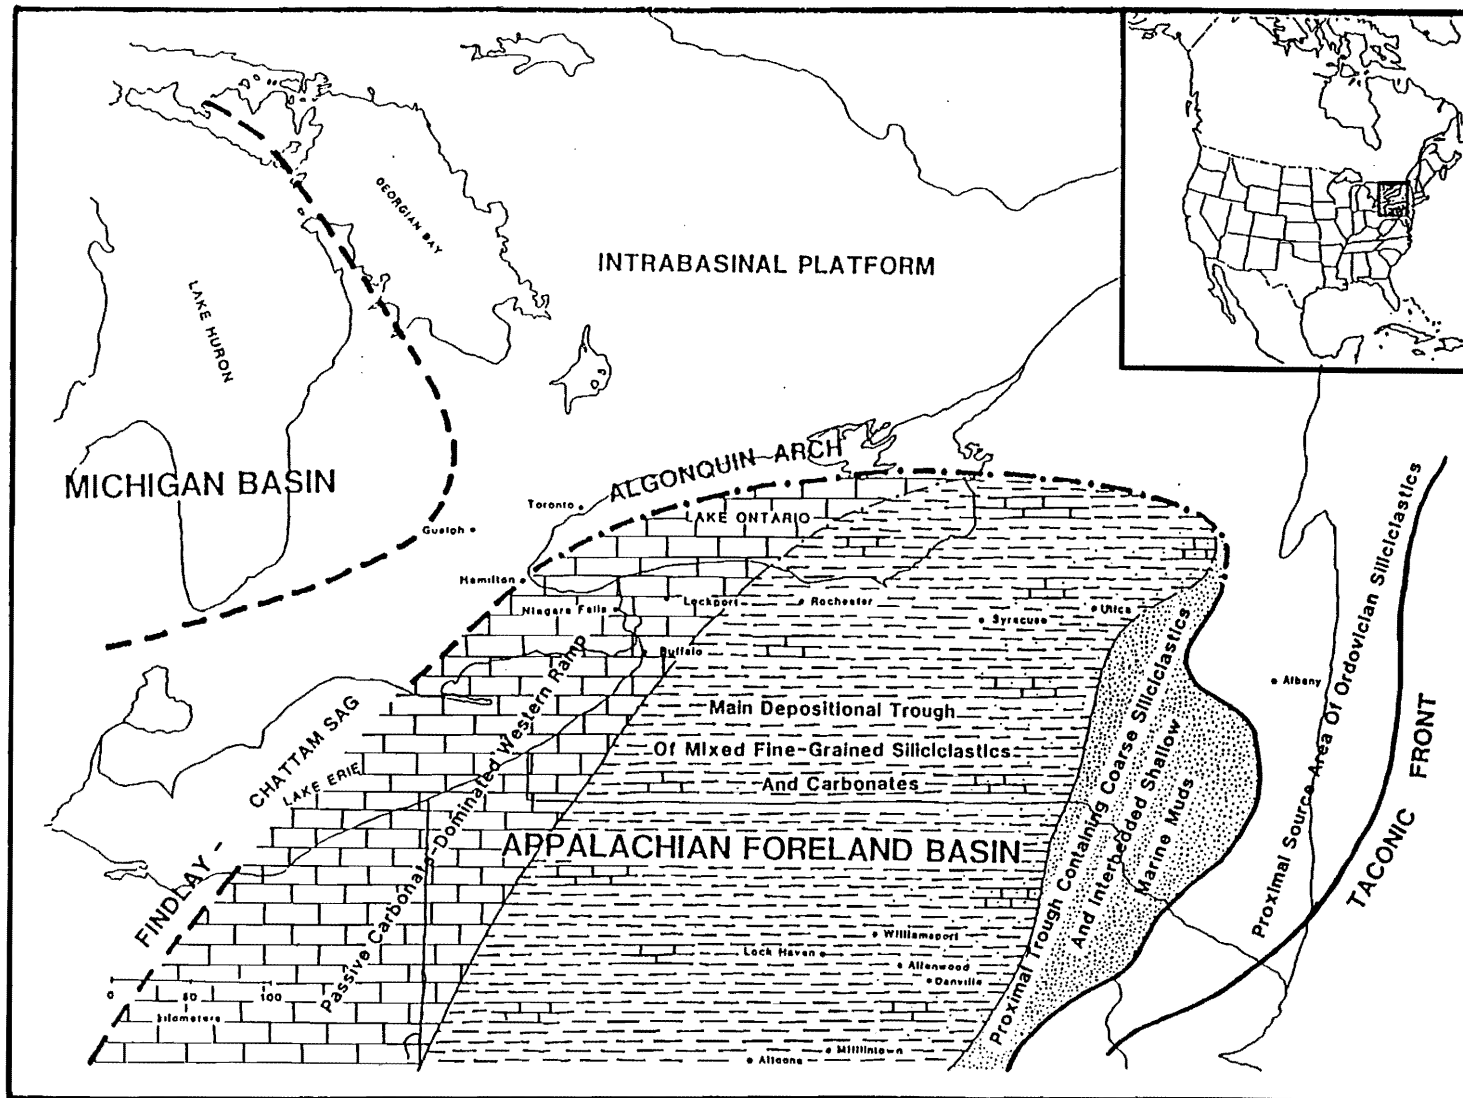 GEORGIAN BAY
INTRABASINAL PLATFORM
LAKE HURON
MICHIGAN BASIN
ALGONQUIN ARCH
Toronto
LAKE ONTARIO
Guelph
Hamilton
Niagara Falls
Lockport
Rochester
Syracuse
Utica
Buffalo
Albany
Main Depositional Trough
Of Mixed Fine-Grained Siliciclastics
And Carbonates
CHATTAM SAG
LAKE ERIE
FINDLAY -
Passive Carbonate-Dominated Western Ramp
APPALACHIAN FORELAND BASIN
Proximal Trough Containing Coarse Siliciclastics
And Interbedded Shallow
Marine Muds
Proximal Source Area Of Ordovician Siliciclastics
TACONIC FRONT
Williamsport
Lock Haven
Allenwood
Danville
Mifflintown
Altoona
0 50 100
kilometers